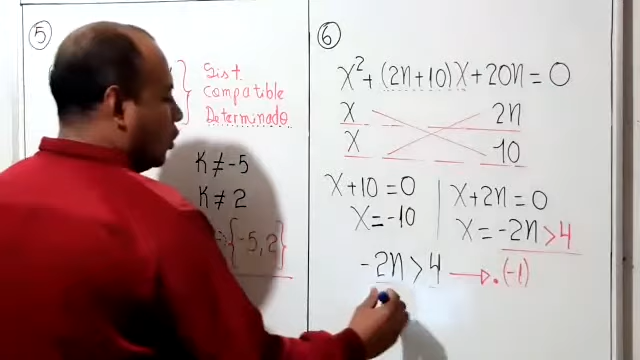 5
Sist.
Compatible
Determinado
K ≠ -5
K ≠ 2
{-5, 2}
6
x² + (2n+10)x + 20n = 0
x 2n
x 10
x+10 = 0
x = -10
x+2n = 0
x = -2n > 4
-2n > 4 → .(-1)